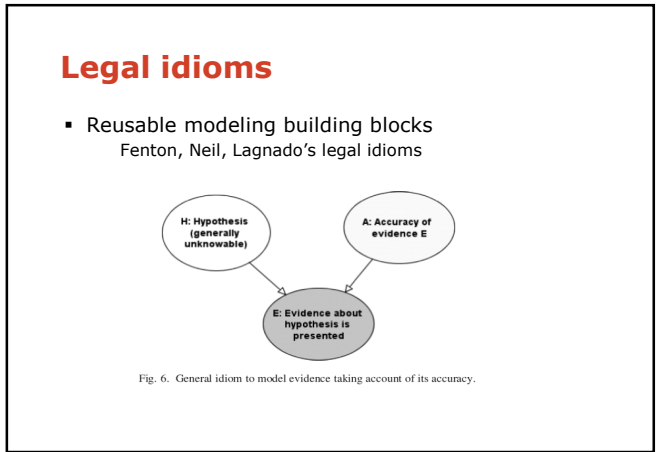 Legal idioms
▪ Reusable modeling building blocks
Fenton, Neil, Lagnado's legal idioms
H: Hypothesis
(generally
unknowable)
A: Accuracy of
evidence E
E: Evidence about
hypothesis is
presented
Fig. 6. General idiom to model evidence taking account of its accuracy.